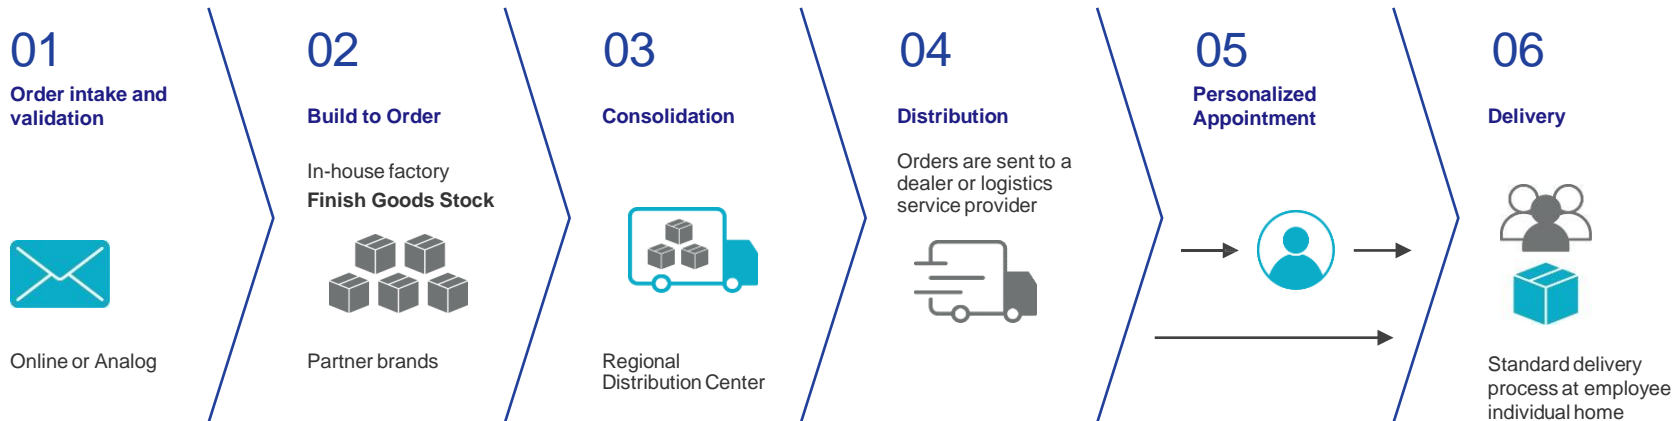 01
Order intake and
validation
Online or Analog
02
Build to Order
In-house factory
Finish Goods Stock
Partner brands
03
Consolidation
Regional
Distribution Center
04
Distribution
Orders are sent to a
dealer or logistics
service provider
05
Personalized
Appointment
06
Delivery
Standard delivery
process at employee
individual home